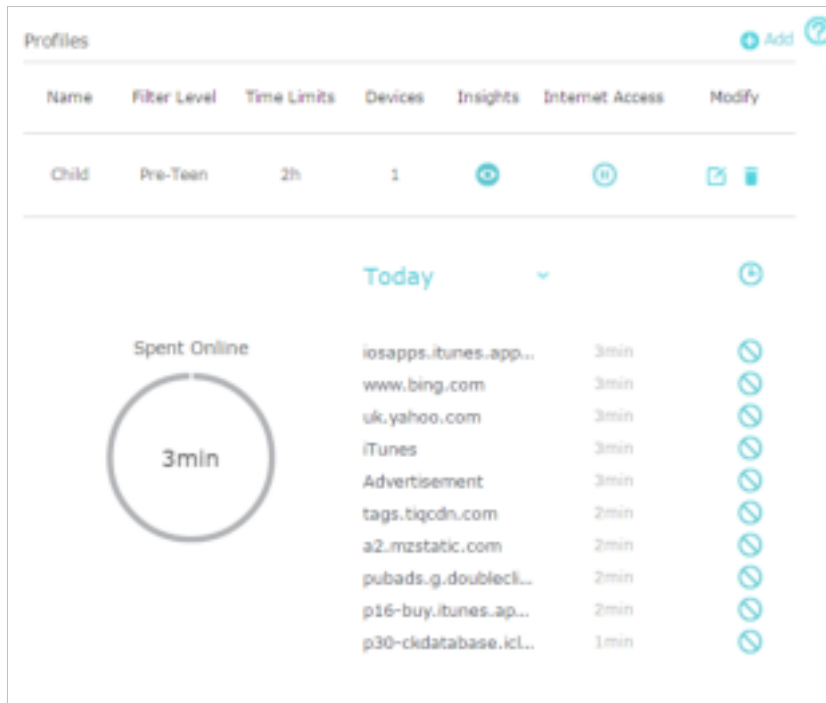 Profiles Add ?
Name Filter Level Time Limits Devices Insights Internet Access Modify
Child Pre-Teen 2h 1
Today
Spent Online
3min
iosapps.itunes.app... 3min
www.bing.com 3min
uk.yahoo.com 3min
iTunes 3min
Advertisement 3min
tags.tiqcdn.com 2min
a2.mzstatic.com 2min
pubads.g.doublecli... 2min
p16-buy.itunes.ap... 2min
p30-ckdatabase.icl... 1min